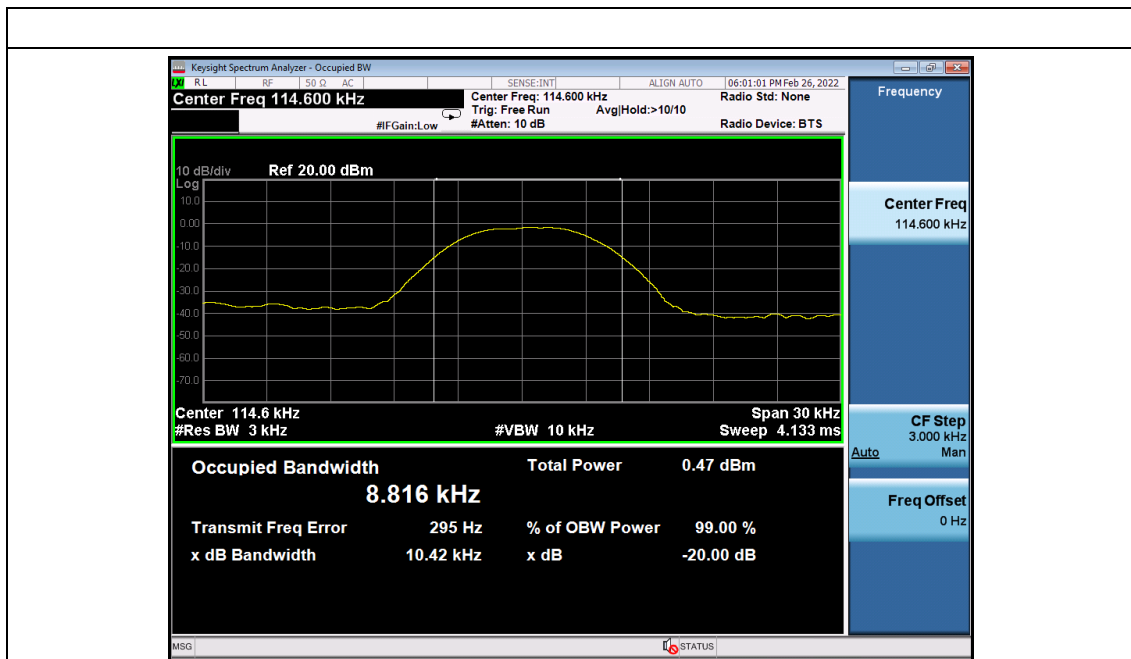 Keysight Spectrum Analyzer - Occupied BW
LXI RL RF 50 Ω AC SENSE:INT ALIGN AUTO 06:01:01 PM Feb 26, 2022
Center Freq 114.600 kHz Center Freq: 114.600 kHz Radio Std: None
Trig: Free Run Avg|Hold:>10/10
#IFGain:Low #Atten: 10 dB Radio Device: BTS
Frequency
10 dB/div Ref 20.00 dBm
Log
10.0
0.00
-10.0
-20.0
-30.0
-40.0
-50.0
-60.0
-70.0
Center 114.6 kHz Span 30 kHz
#Res BW 3 kHz #VBW 10 kHz Sweep 4.133 ms
Center Freq
114.600 kHz
CF Step
3.000 kHz
Auto Man
Freq Offset
0 Hz
Occupied Bandwidth Total Power 0.47 dBm
8.816 kHz
Transmit Freq Error 295 Hz % of OBW Power 99.00 %
x dB Bandwidth 10.42 kHz x dB -20.00 dB
MSG STATUS